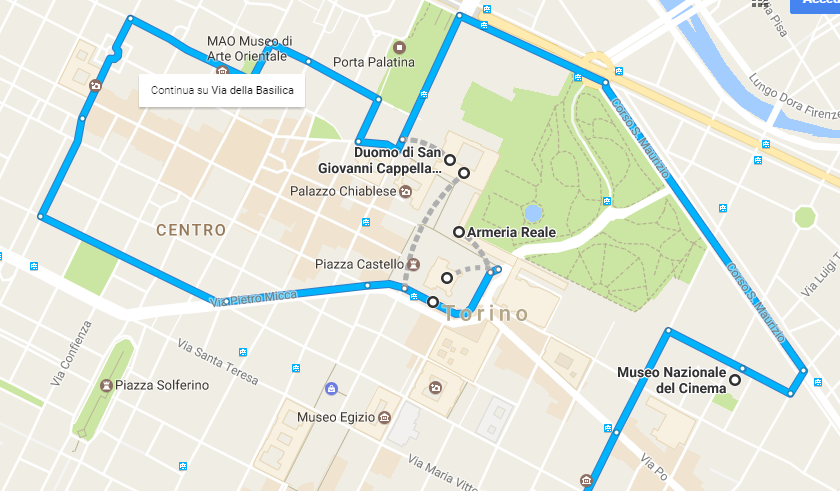 Via Pisa
Acced
MAO Museo di
Arte Orientale
Porta Palatina
Continua su Via della Basilica
Lungo Dora Firenze
Corso S. Maurizio
Duomo di San
Giovanni Cappella...
Palazzo Chiablese
CENTRO
Armeria Reale
Piazza Castello
Via Pietro Micca
Torino
Corso S. Maurizio
Via Luigi T
Via Confienza
Via Santa Teresa
Piazza Solferino
Museo Nazionale
del Cinema
Museo Egizio
Via Maria Vitto
Via Po